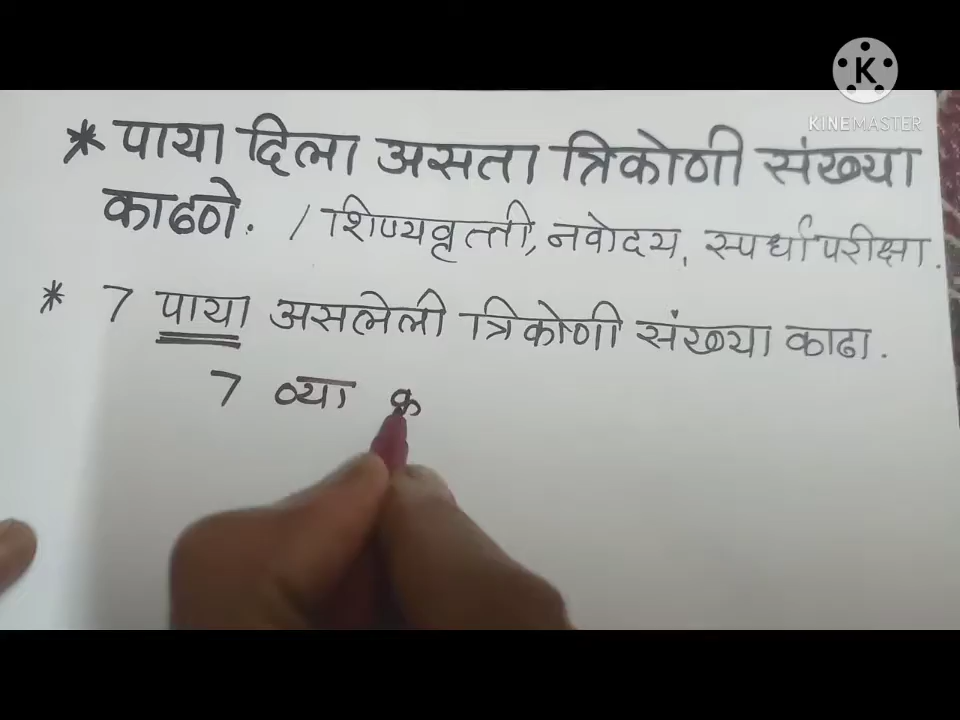 K
KINEMASTER
* पाया दिला असता त्रिकोणी संख्या
काढणे. / शिष्यवृत्ती, नवोदय, स्पर्धा परीक्षा.
* 7 पाया असलेली त्रिकोणी संख्या काढा.
7 व्या क्र